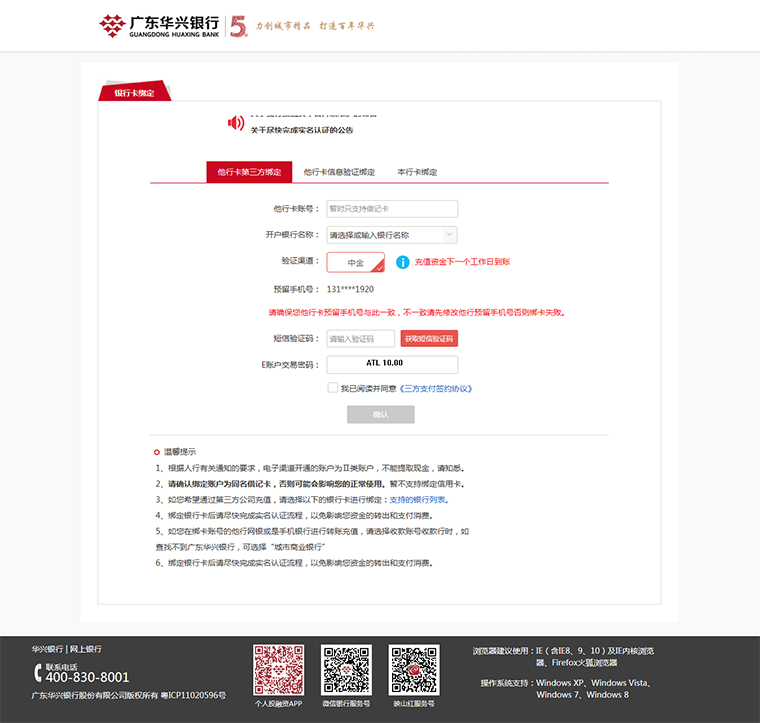 广东华兴银行
GUANGDONG HUAXING BANK
5
力创城市精品 打造百年华兴
银行卡绑定
关于尽快完成实名认证的公告
他行卡第三方绑定 他行卡信息验证绑定 本行卡绑定
他行卡账号： 暂时只支持借记卡
开户银行名称： 请选择或输入银行名称
验证渠道： 中金 充值资金下一个工作日到账
预留手机号： 131****1920
请确保您他行卡预留手机号与此一致，不一致请先修改他行预留手机号否则绑卡失败。
短信验证码： 请输入验证码 获取短信验证码
E账户交易密码： ATL 10.00
我已阅读并同意《三方支付签约协议》
确认
温馨提示
1、根据人行有关通知的要求，电子渠道开通的账户为Ⅱ类账户，不能提取现金，请知悉。
2、请确认绑定账户为同名借记卡，否则可能会影响您的正常使用。暂不支持绑定信用卡。
3、如您希望通过第三方公司充值，请选择以下的银行卡进行绑定：支持的银行列表。
4、绑定银行卡后请尽快完成实名认证流程，以免影响您资金的转出和支付消费。
5、如您在绑卡账号的他行网银或是手机银行进行转账充值，请选择收款账号收款行时，如
查找不到广东华兴银行，可选择“城市商业银行”
6、绑定银行卡后请尽快完成实名认证流程，以免影响您资金的转出和支付消费。
华兴银行 | 网上银行
联系电话
400-830-8001
广东华兴银行股份有限公司版权所有 粤ICP11020596号
个人投融资APP
微信银行服务号
映山红服务号
浏览器建议使用：IE（含IE8、9、10）及IE内核浏览
器、Firefox火狐浏览器
操作系统支持：Windows XP、Windows Vista、
Windows 7、Windows 8